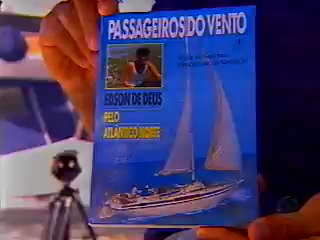 PASSAGEIROS DO VENTO
EDSON DE DEUS
PELO
ATLÂNTICO NORTE